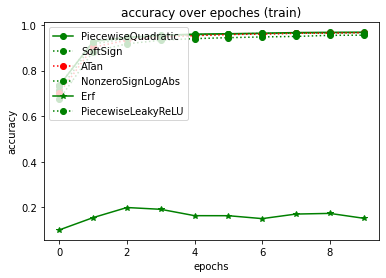 accuracy over epoches (train)
1.0
0.8
0.6
0.4
0.2
accuracy
PiecewiseQuadratic
SoftSign
ATan
NonzeroSignLogAbs
Erf
PiecewiseLeakyReLU
0 2 4 6 8
epochs